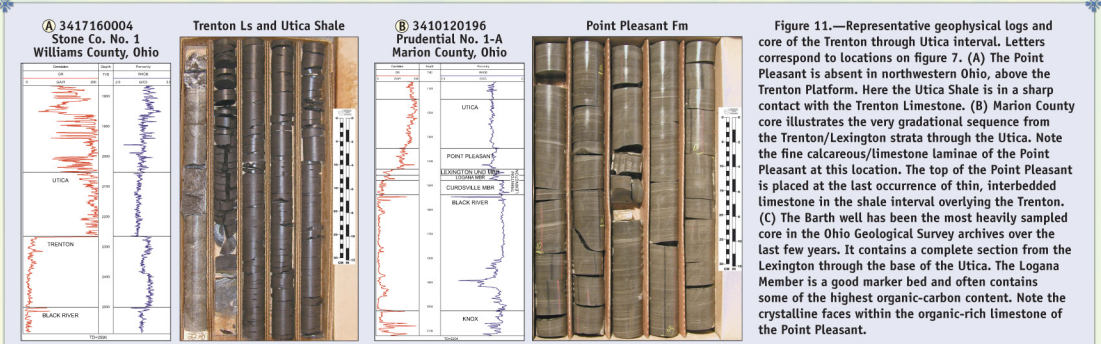 A 3417160004
Stone Co. No. 1
Williams County, Ohio
Trenton Ls and Utica Shale
UTICA
TRENTON
BLACK RIVER
B 3410120196
Prudential No. 1-A
Marion County, Ohio
UTICA
POINT PLEASANT
LEXINGTON UND MBR
LOGANA MBR
CURDSVILLE MBR
BLACK RIVER
KNOX
Point Pleasant Fm
Figure 11.—Representative geophysical logs and
core of the Trenton through Utica interval. Letters
correspond to locations on figure 7. (A) The Point
Pleasant is absent in northwestern Ohio, above the
Trenton Platform. Here the Utica Shale is in a sharp
contact with the Trenton Limestone. (B) Marion County
core illustrates the very gradational sequence from
the Trenton/Lexington strata through the Utica. Note
the fine calcareous/limestone laminae of the Point
Pleasant at this location. The top of the Point Pleasant
is placed at the last occurrence of thin, interbedded
limestone in the shale interval overlying the Trenton.
(C) The Barth well has been the most heavily sampled
core in the Ohio Geological Survey archives over the
last few years. It contains a complete section from the
Lexington through the base of the Utica. The Logana
Member is a good marker bed and often contains
some of the highest organic-carbon content. Note the
crystalline faces within the organic-rich limestone of
the Point Pleasant.